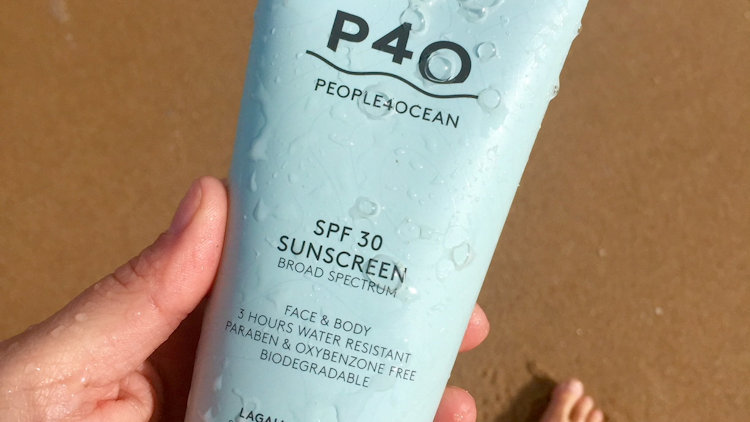 P4O
PEOPLE4OCEAN
SPF 30
SUNSCREEN
BROAD SPECTRUM
FACE & BODY
3 HOURS WATER RESISTANT
PARABEN & OXYBENZONE FREE
BIODEGRADABLE